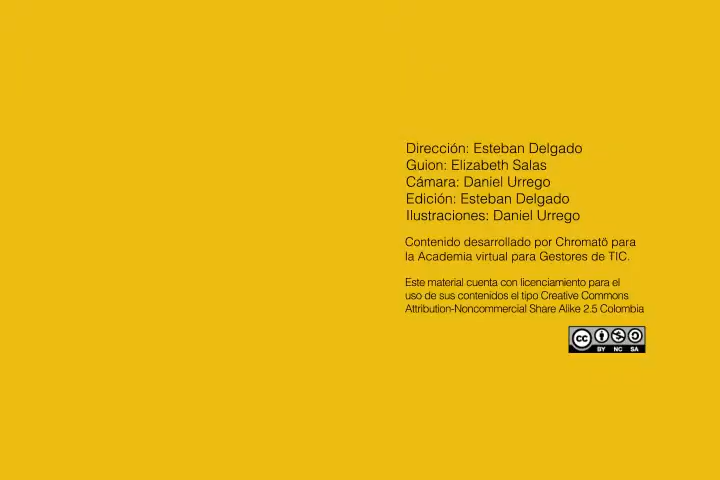 Dirección: Esteban Delgado
Guion: Elizabeth Salas
Cámara: Daniel Urrego
Edición: Esteban Delgado
Ilustraciones: Daniel Urrego
Contenido desarrollado por Chromatö para
la Academia virtual para Gestores de TIC.
Este material cuenta con licenciamiento para el
uso de sus contenidos el tipo Creative Commons
Attribution-Noncommercial Share Alike 2.5 Colombia
cc BY NC SA